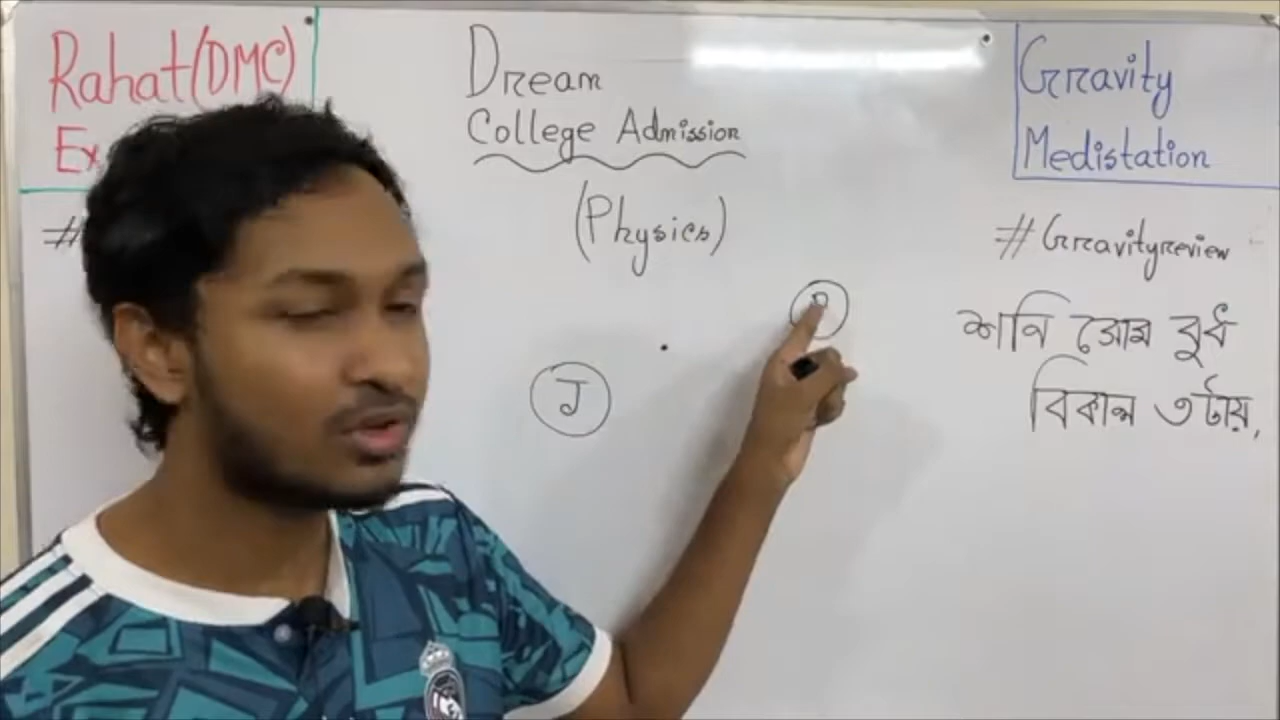 Rahat (DMC)
Ex
#
Dream
College Admission
(Physics)
J
Gravity
Medistation
#Gravityreview
শনি সোম বুধ
বিকাল ৩টায়,